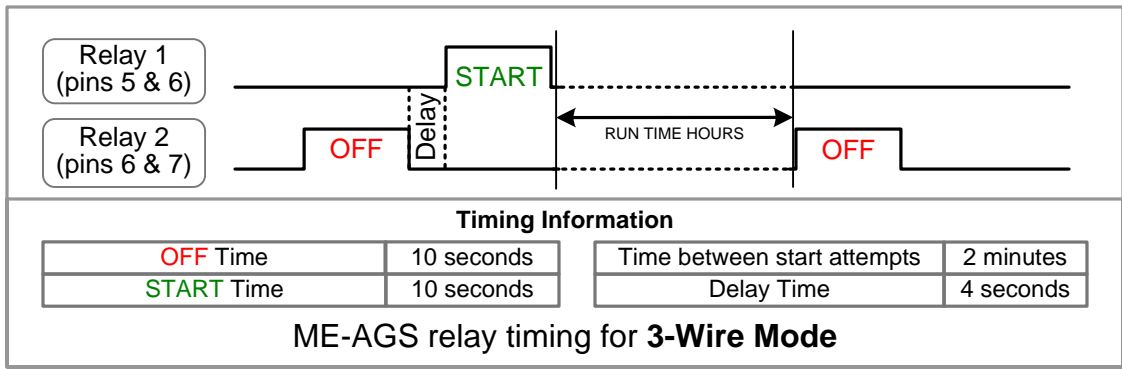 Relay 1
(pins 5 & 6)
START
Delay
RUN TIME HOURS
Relay 2
(pins 6 & 7)
OFF
OFF
Timing Information
OFF Time 10 seconds
START Time 10 seconds
Time between start attempts 2 minutes
Delay Time 4 seconds
ME-AGS relay timing for 3-Wire Mode